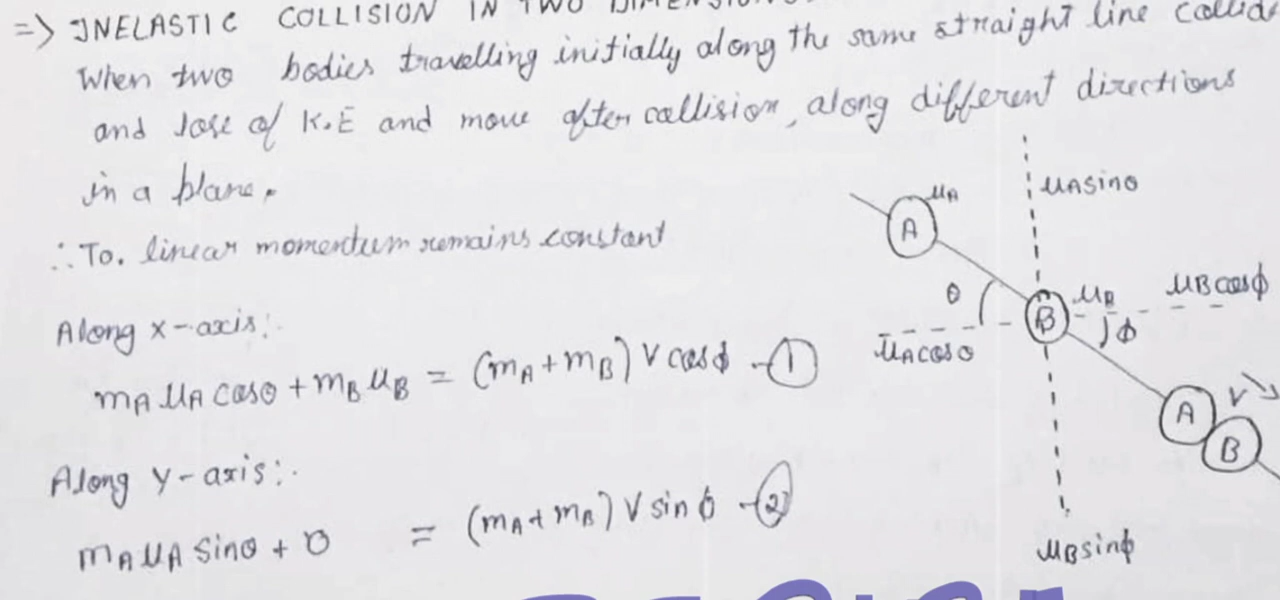 => INELASTIC COLLISION IN TWO DIMENSION
When two bodies travelling initially along the same straight line collide
and lose of K.E and move after collision, along different directions
in a plane.
∴ To. linear momentum remains constant
Along x-axis:
mA uA cosθ + mB uB = (mA + mB) V cosϕ -①
Along Y-axis:
mA uA sinθ + 0 = (mA + mB) V sinϕ -②
uA
A
uA sinθ
θ
uA cosθ
B
uB
ϕ
uB cosϕ
A
V
B
uB sinϕ